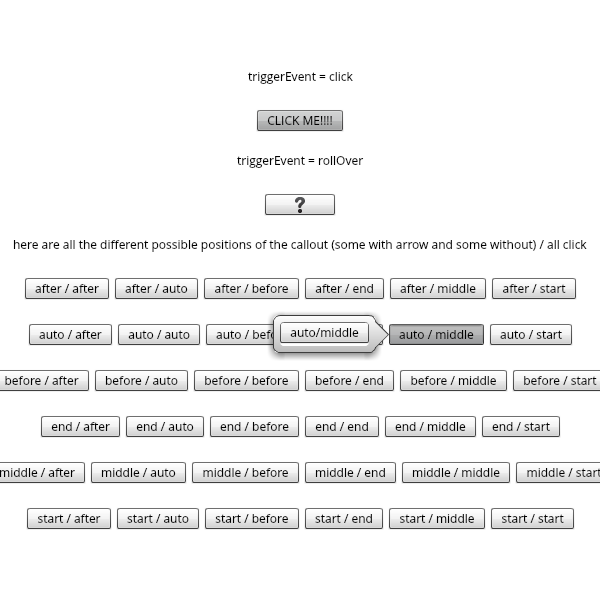 triggerEvent = click
CLICK ME!!!!
triggerEvent = rollOver
?
here are all the different possible positions of the callout (some with arrow and some without) / all click
after / after after / auto after / before after / end after / middle after / start
auto / after auto / auto auto / befo auto/middle auto / middle auto / start
before / after before / auto before / before before / end before / middle before / start
end / after end / auto end / before end / end end / middle end / start
middle / after middle / auto middle / before middle / end middle / middle middle / start
start / after start / auto start / before start / end start / middle start / start